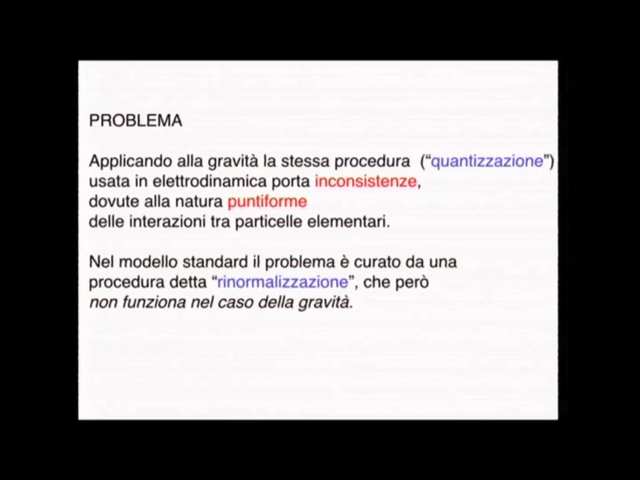 PROBLEMA
Applicando alla gravità la stessa procedura (“quantizzazione”)
usata in elettrodinamica porta inconsistenze,
dovute alla natura puntiforme
delle interazioni tra particelle elementari.
Nel modello standard il problema è curato da una
procedura detta “rinormalizzazione”, che però
non funziona nel caso della gravità.